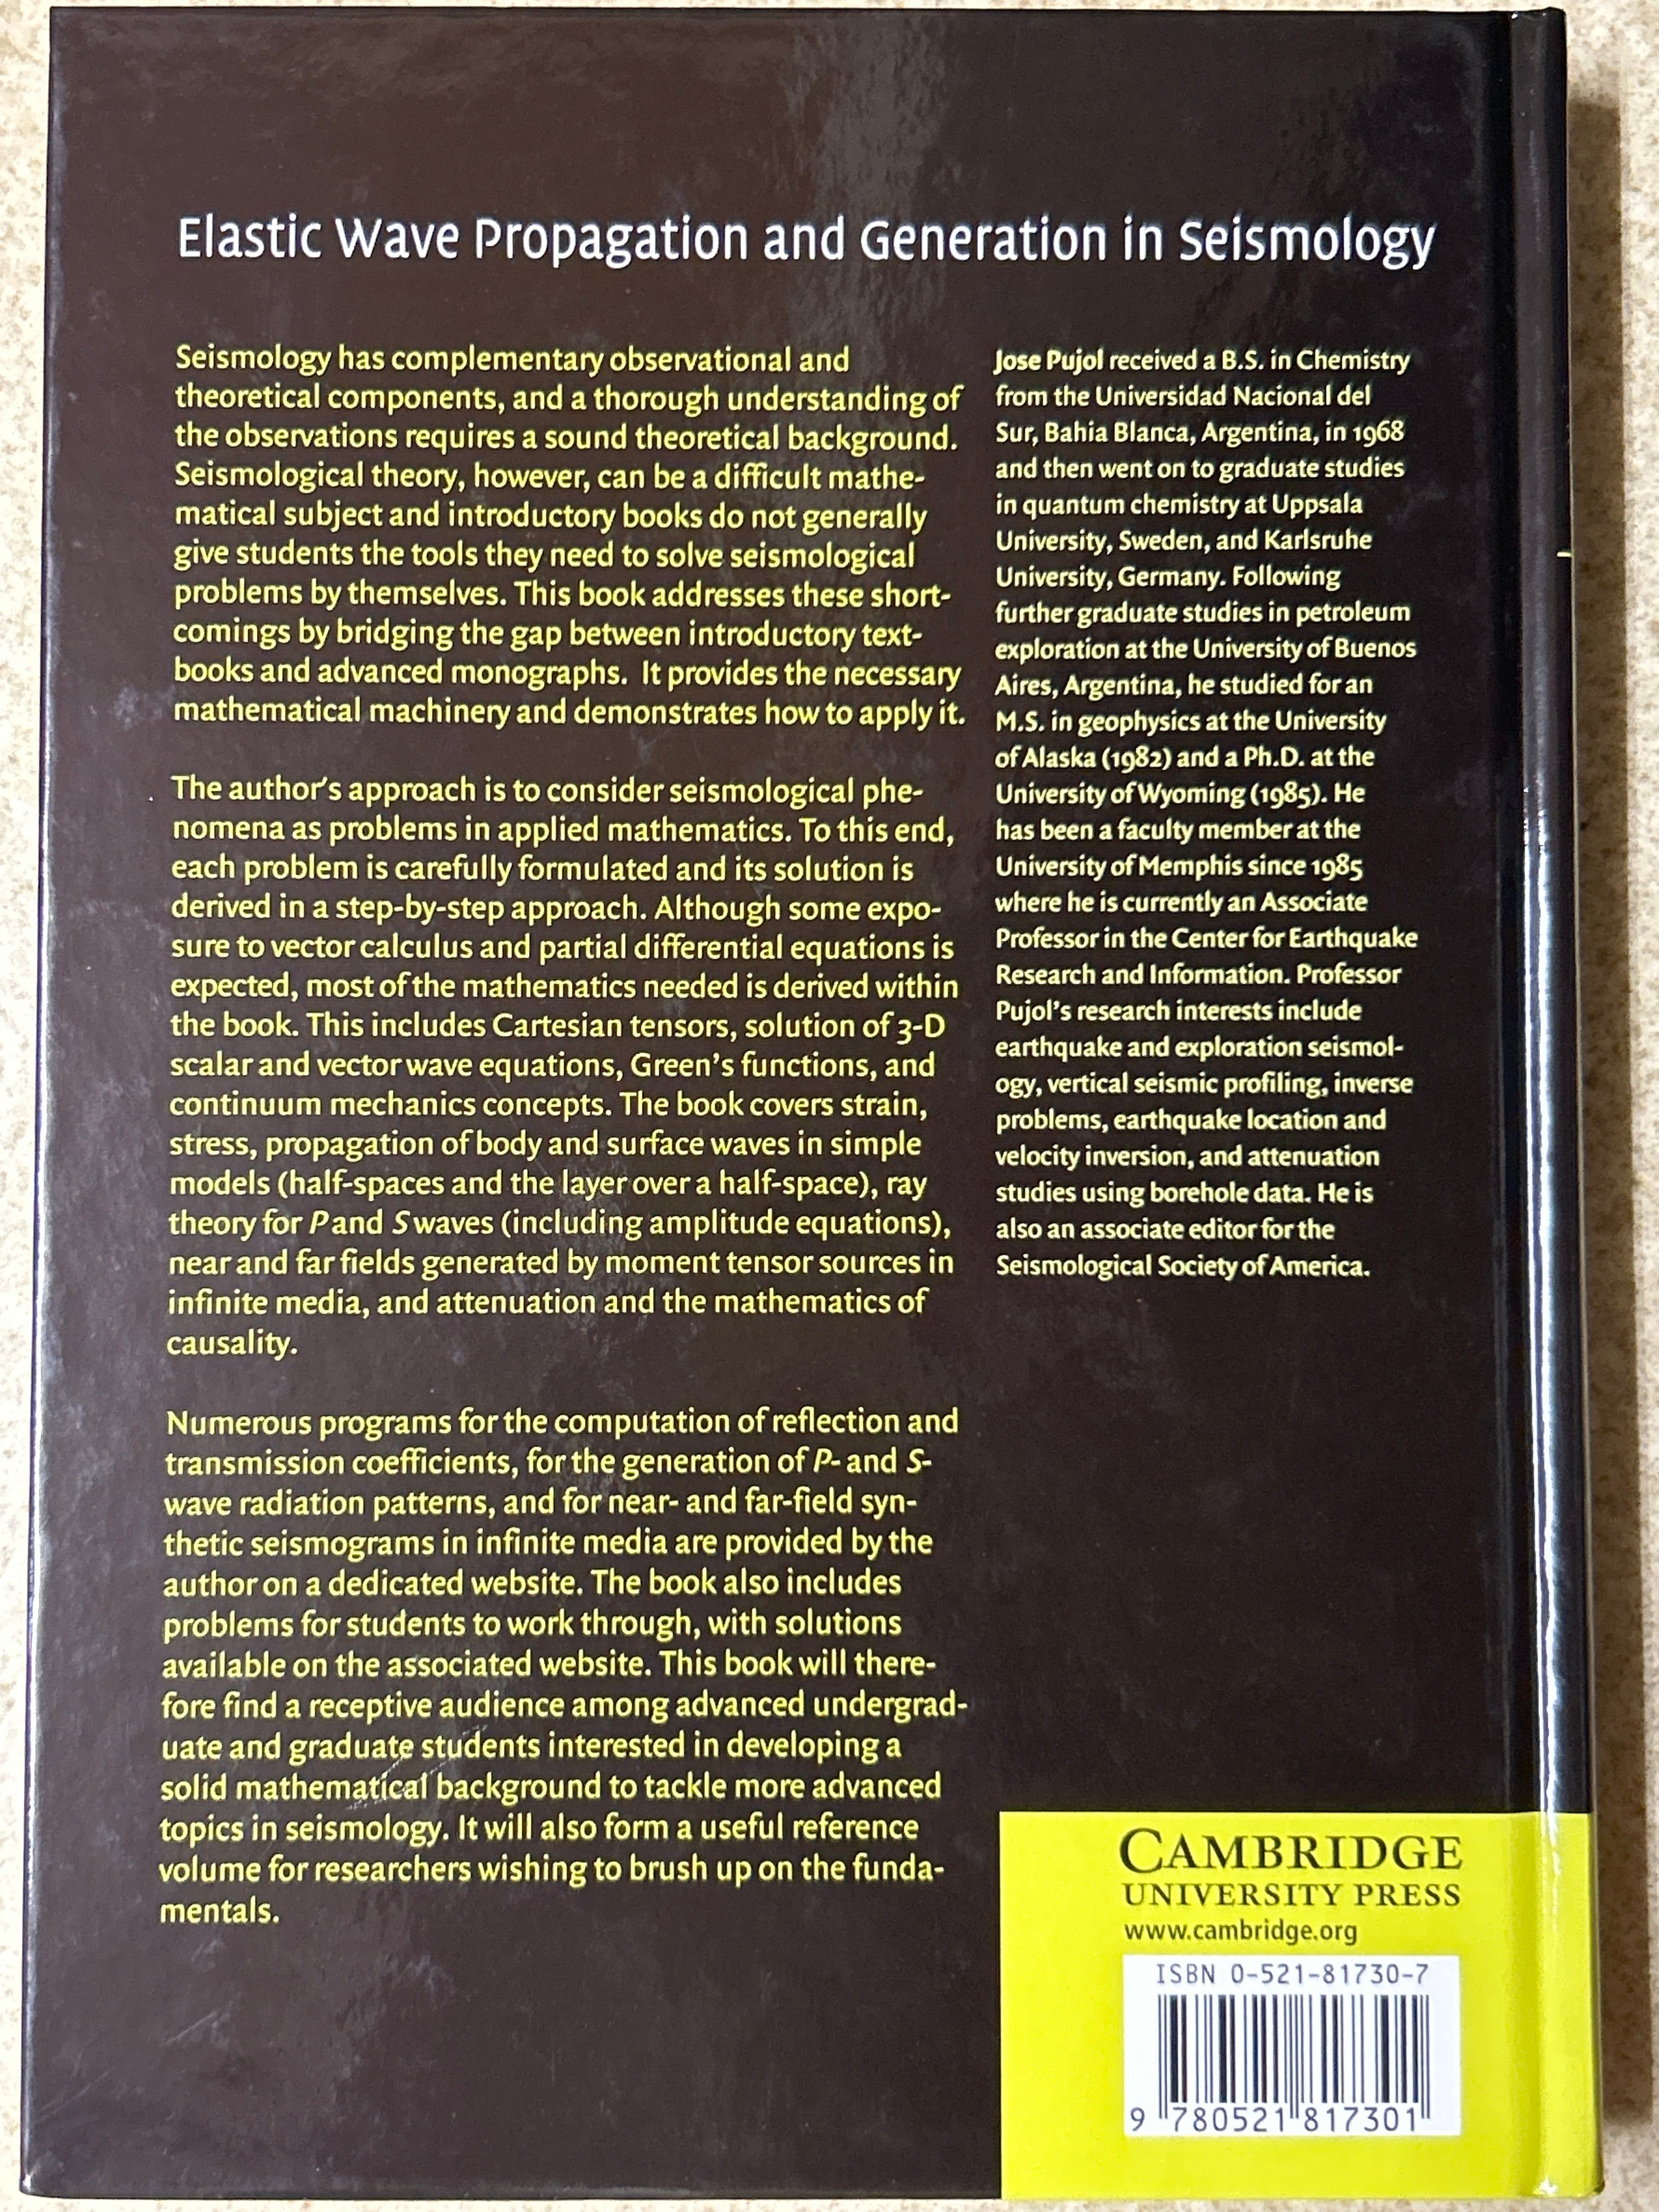 Elastic Wave Propagation and Generation in Seismology
Seismology has complementary observational and
theoretical components, and a thorough understanding of
the observations requires a sound theoretical background.
Seismological theory, however, can be a difficult mathe-
matical subject and introductory books do not generally
give students the tools they need to solve seismological
problems by themselves. This book addresses these short-
comings by bridging the gap between introductory text-
books and advanced monographs. It provides the necessary
mathematical machinery and demonstrates how to apply it.
The author's approach is to consider seismological phe-
nomena as problems in applied mathematics. To this end,
each problem is carefully formulated and its solution is
derived in a step-by-step approach. Although some expo-
sure to vector calculus and partial differential equations is
expected, most of the mathematics needed is derived within
the book. This includes Cartesian tensors, solution of 3-D
scalar and vector wave equations, Green's functions, and
continuum mechanics concepts. The book covers strain,
stress, propagation of body and surface waves in simple
models (half-spaces and the layer over a half-space), ray
theory for P and S waves (including amplitude equations),
near and far fields generated by moment tensor sources in
infinite media, and attenuation and the mathematics of
causality.
Numerous programs for the computation of reflection and
transmission coefficients, for the generation of P- and S-
wave radiation patterns, and for near- and far-field syn-
thetic seismograms in infinite media are provided by the
author on a dedicated website. The book also includes
problems for students to work through, with solutions
available on the associated website. This book will there-
fore find a receptive audience among advanced undergrad-
uate and graduate students interested in developing a
solid mathematical background to tackle more advanced
topics in seismology. It will also form a useful reference
volume for researchers wishing to brush up on the funda-
mentals.
Jose Pujol received a B.S. in Chemistry
from the Universidad Nacional del
Sur, Bahia Blanca, Argentina, in 1968
and then went on to graduate studies
in quantum chemistry at Uppsala
University, Sweden, and Karlsruhe
University, Germany. Following
further graduate studies in petroleum
exploration at the University of Buenos
Aires, Argentina, he studied for an
M.S. in geophysics at the University
of Alaska (1982) and a Ph.D. at the
University of Wyoming (1985). He
has been a faculty member at the
University of Memphis since 1985
where he is currently an Associate
Professor in the Center for Earthquake
Research and Information. Professor
Pujol's research interests include
earthquake and exploration seismol-
ogy, vertical seismic profiling, inverse
problems, earthquake location and
velocity inversion, and attenuation
studies using borehole data. He is
also an associate editor for the
Seismological Society of America.
CAMBRIDGE
UNIVERSITY PRESS
www.cambridge.org
ISBN 0-521-81730-7
9 780521 817301